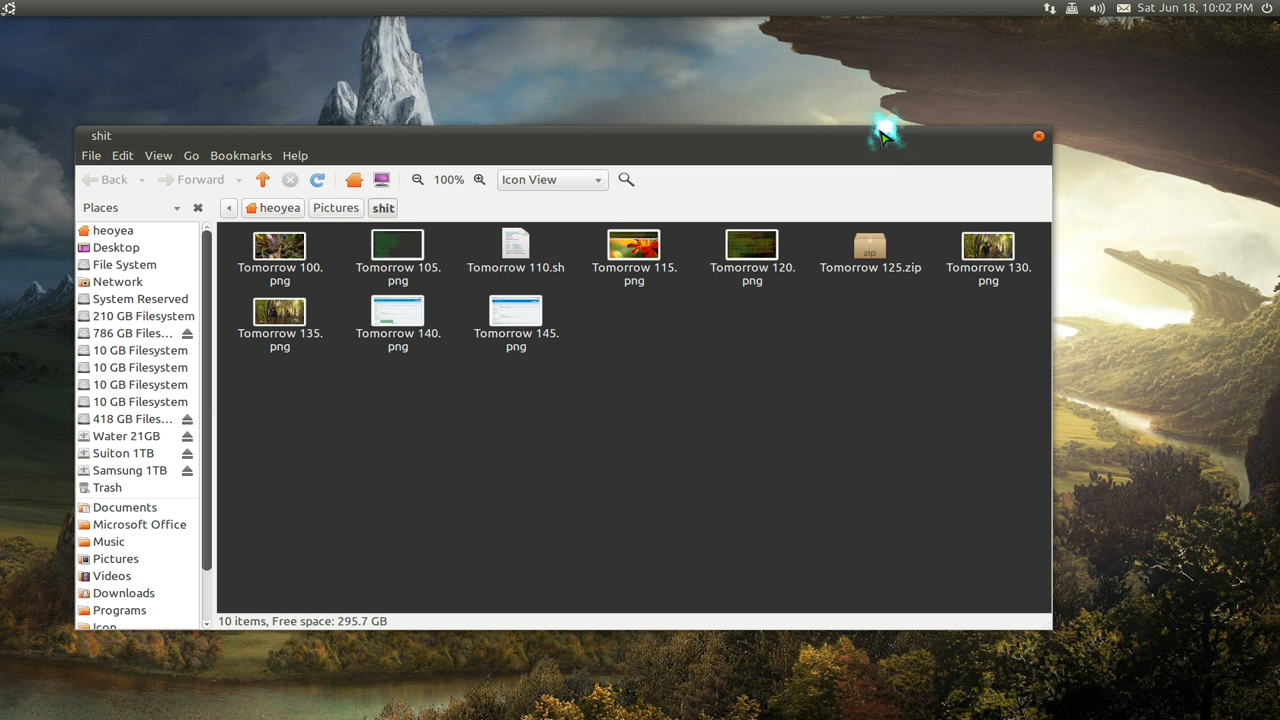 Sat Jun 18, 10:02 PM
shit
File Edit View Go Bookmarks Help
Back Forward 100% Icon View
Places heoyea Pictures shit
heoyea
Desktop
File System
Network
System Reserved
210 GB Filesystem
786 GB Files...
10 GB Filesystem
10 GB Filesystem
10 GB Filesystem
10 GB Filesystem
418 GB Files...
Water 21GB
Suiton 1TB
Samsung 1TB
Trash
Documents
Microsoft Office
Music
Pictures
Videos
Downloads
Programs
Icon
Tomorrow 100.
png
Tomorrow 105.
png
Tomorrow 110.sh
Tomorrow 115.
png
Tomorrow 120.
png
zip
Tomorrow 125.zip
Tomorrow 130.
png
Tomorrow 135.
png
Tomorrow 140.
png
Tomorrow 145.
png
10 items, Free space: 295.7 GB